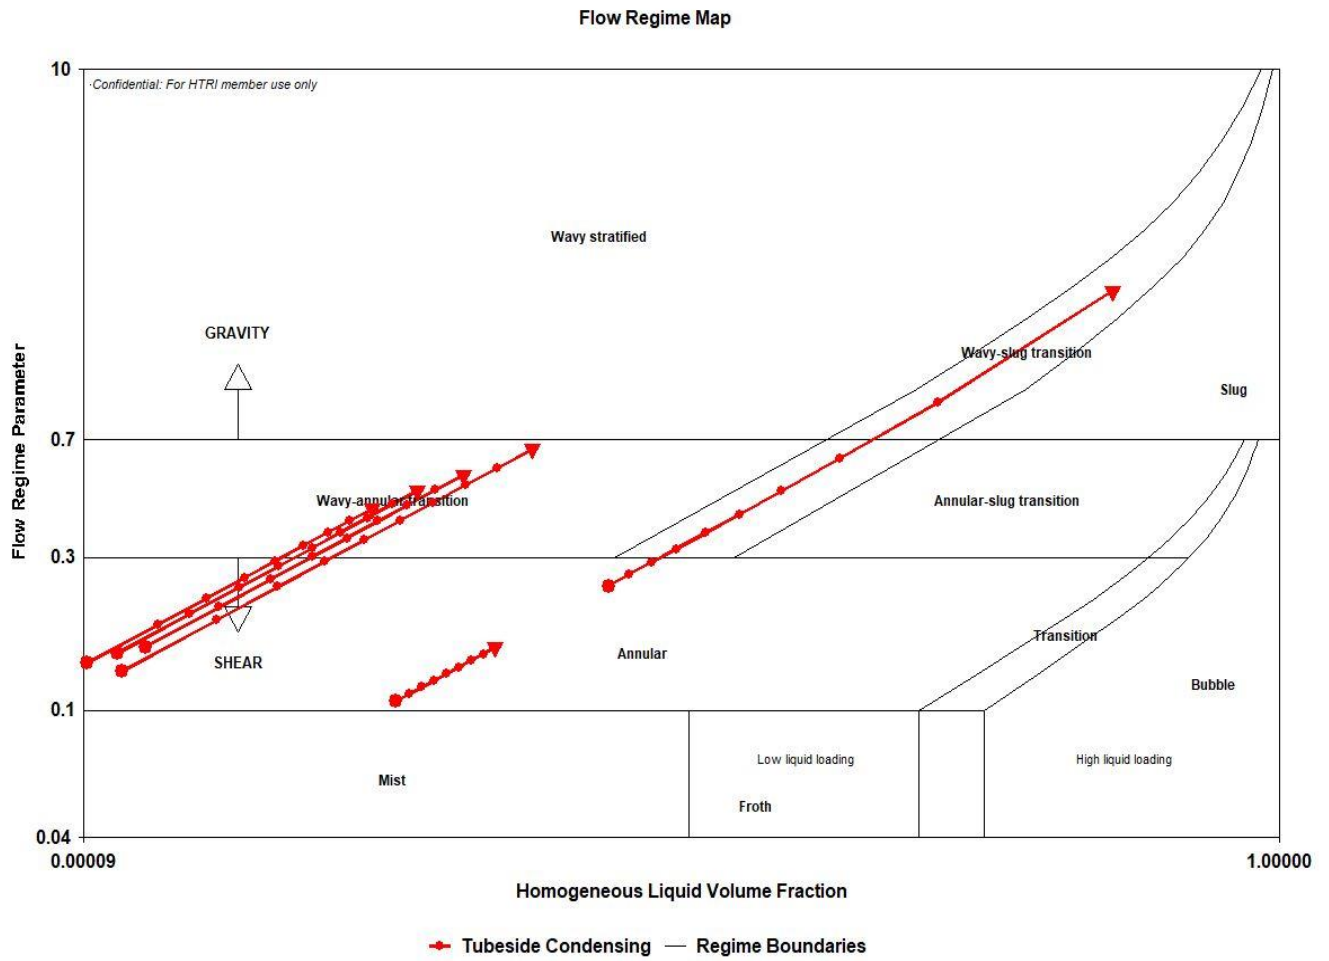 Flow Regime Map
10
·Confidential: For HTRI member use only
Wavy stratified
GRAVITY
Wavy-slug transition
Slug
Flow Regime Parameter
0.7
Wavy-annular transition
Annular-slug transition
0.3
Transition
SHEAR
Annular
Bubble
0.1
Low liquid loading
High liquid loading
Mist
Froth
0.04
0.00009
1.00000
Homogeneous Liquid Volume Fraction
Tubeside Condensing
Regime Boundaries